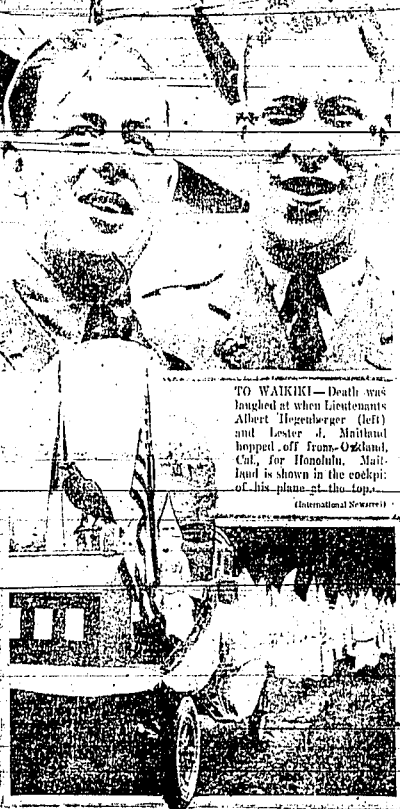 TO WAIKIKI—Death was
laughed at when Lieutenants
Albert Hegenberger (left)
and Lester J. Maitland
hopped off from Oakland,
Cal., for Honolulu. Mait-
land is shown in the cockpit
of his plane at the top.
(International Newsreel)